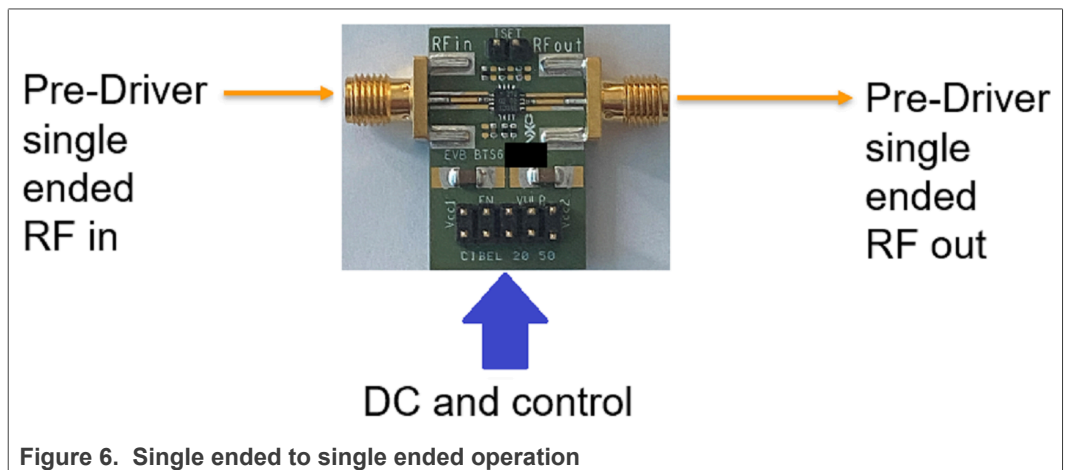 Pre-Driver
single
ended
RF in
ISET
RFin
RFout
EVB BTS6
Vcc1
EN
VULP
Vcc2
CIBEL 20 50
Pre-Driver
single
ended
RF out
DC and control
Figure 6. Single ended to single ended operation